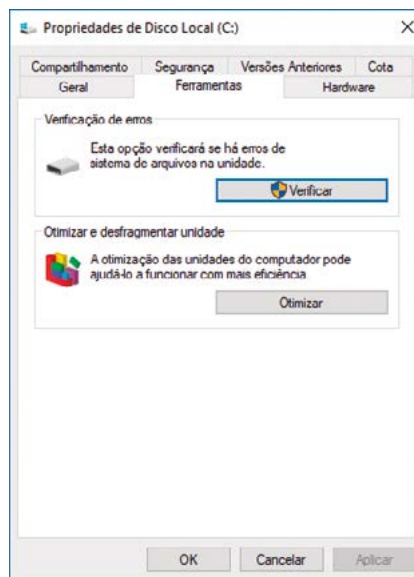 Propriedades de Disco Local (C:)
Compartilhamento Segurança Versões Anteriores Cota
Geral Ferramentas Hardware
Verificação de erros
Esta opção verificará se há erros de
sistema de arquivos na unidade.
Verificar
Otimizar e desfragmentar unidade
A otimização das unidades do computador pode
ajudá-lo a funcionar com mais eficiência.
Otimizar
OK Cancelar Aplicar